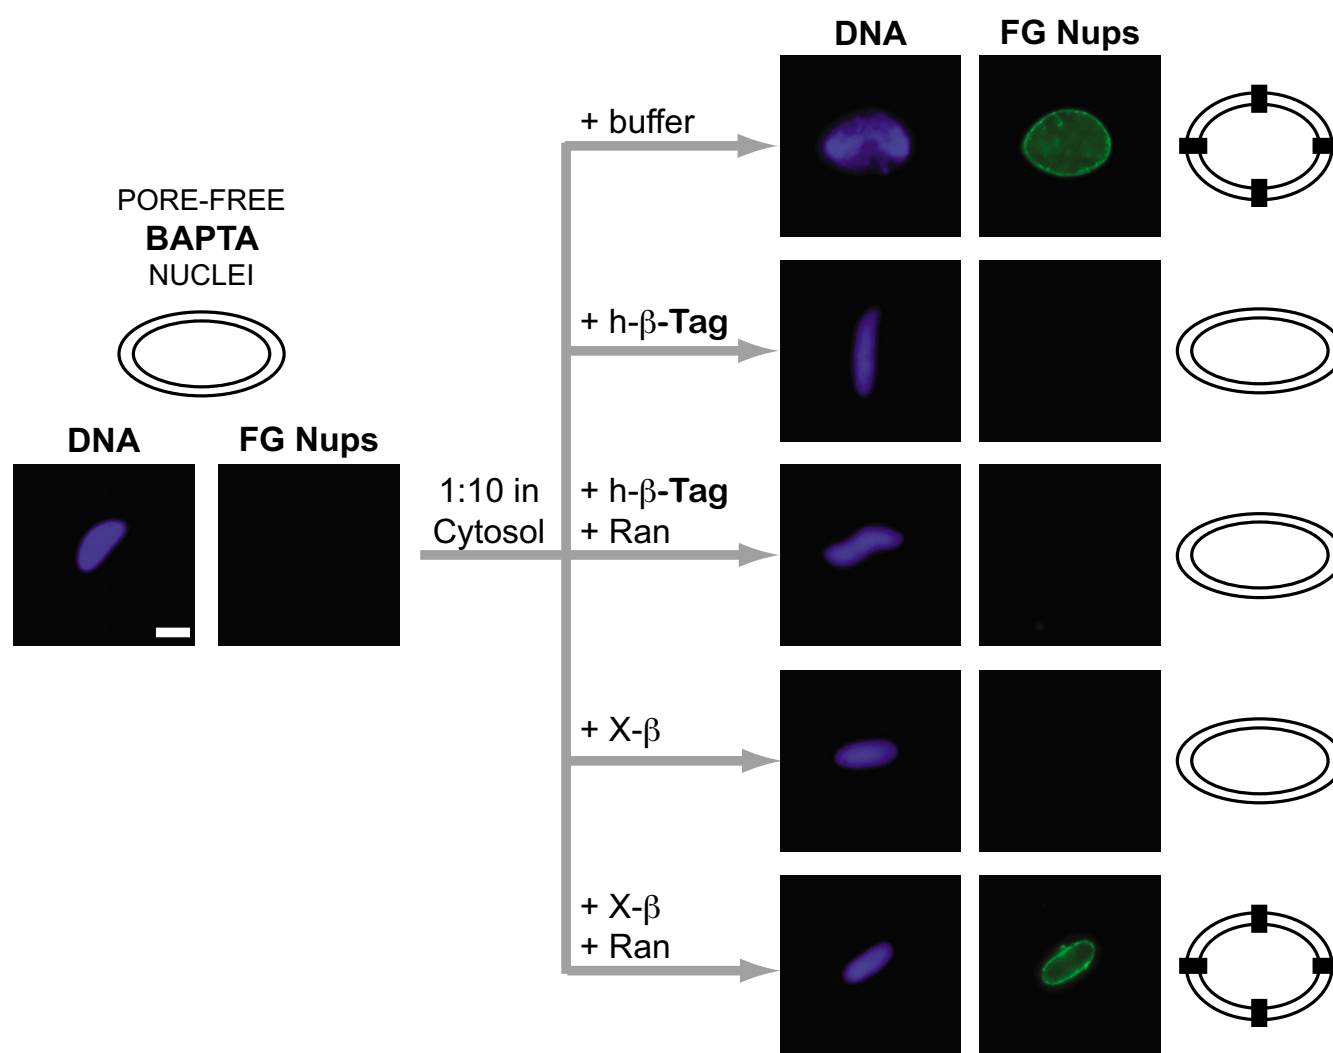 PORE-FREE
BAPTA
NUCLEI
DNA FG Nups
1:10 in
Cytosol
DNA FG Nups
+ buffer
+ h-β-Tag
+ h-β-Tag
+ Ran
+ X-β
+ X-β
+ Ran